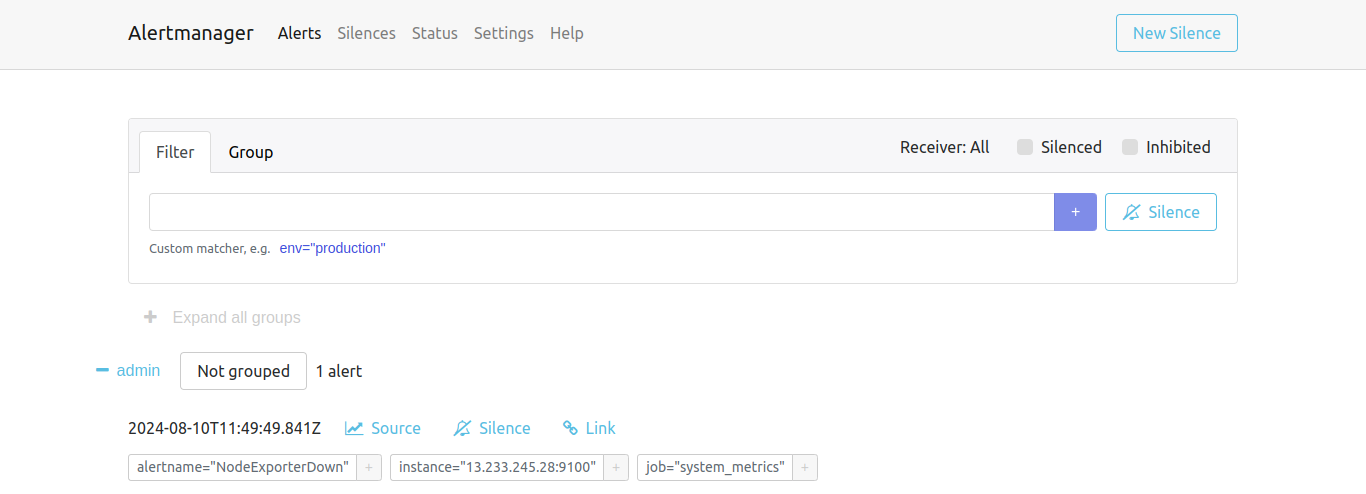 Alertmanager Alerts Silences Status Settings Help New Silence
Filter Group Receiver: All Silenced Inhibited
+ Silence
Custom matcher, e.g. env="production"
+ Expand all groups
− admin Not grouped 1 alert
2024-08-10T11:49:49.841Z Source Silence Link
alertname="NodeExporterDown" + instance="13.233.245.28:9100" + job="system_metrics" +